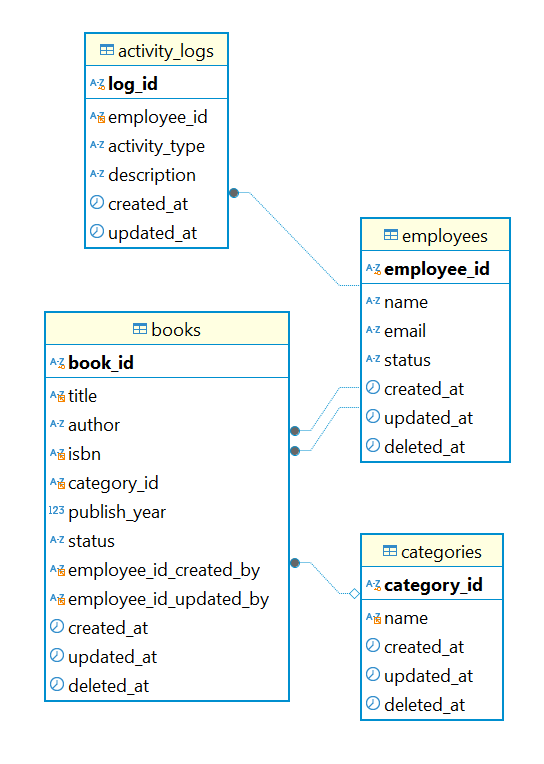 activity_logs
A-Z log_id
A-Z employee_id
A-Z activity_type
A-Z description
created_at
updated_at
employees
A-Z employee_id
A-Z name
A-Z email
A-Z status
created_at
updated_at
deleted_at
books
A-Z book_id
A-Z title
A-Z author
A-Z isbn
A-Z category_id
123 publish_year
A-Z status
A-Z employee_id_created_by
A-Z employee_id_updated_by
created_at
updated_at
deleted_at
categories
A-Z category_id
A-Z name
created_at
updated_at
deleted_at